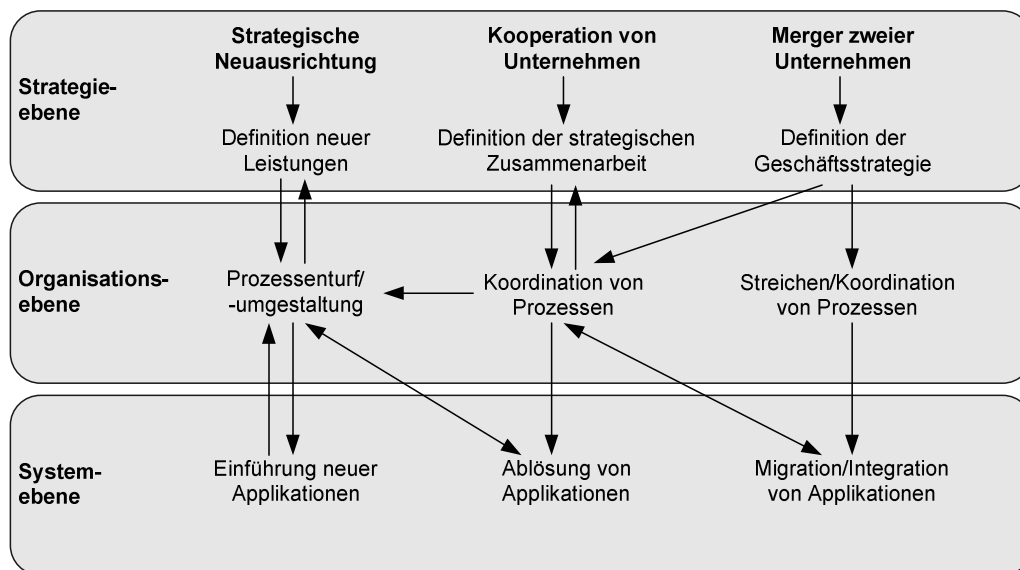 Strategie-
ebene
Strategische
Neuausrichtung
Kooperation von
Unternehmen
Merger zweier
Unternehmen
Definition neuer
Leistungen
Definition der strategischen
Zusammenarbeit
Definition der
Geschäftsstrategie
Organisations-
ebene
Prozessenturf/
-umgestaltung
Koordination von
Prozessen
Streichen/Koordination
von Prozessen
System-
ebene
Einführung neuer
Applikationen
Ablösung von
Applikationen
Migration/Integration
von Applikationen